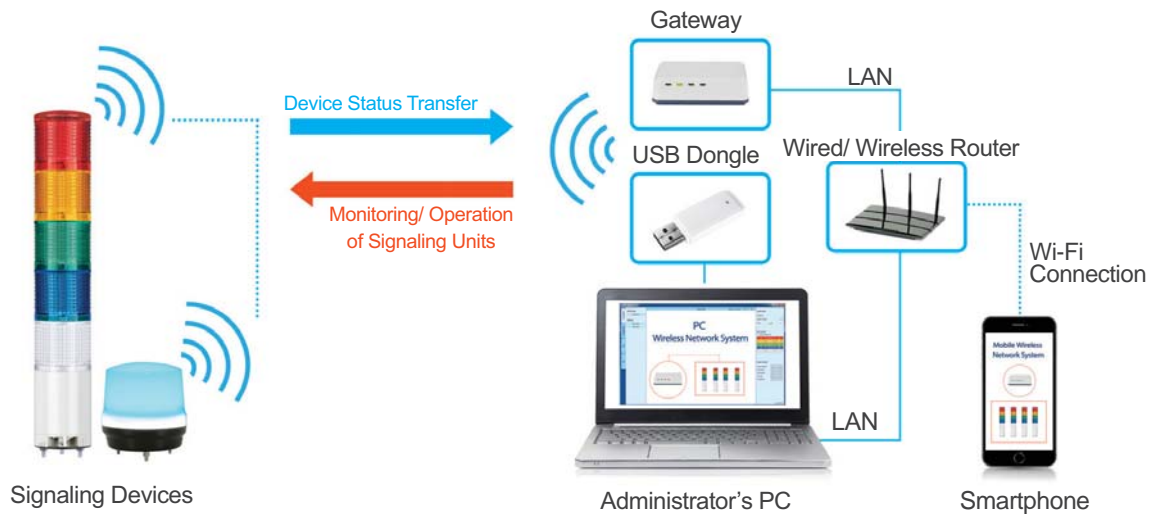 Gateway
LAN
Device Status Transfer
USB Dongle
Wired/ Wireless Router
Monitoring/ Operation
of Signaling Units
Wi-Fi
Connection
PC
Wireless Network System
Mobile Wireless
Network System
LAN
Signaling Devices
Administrator's PC
Smartphone